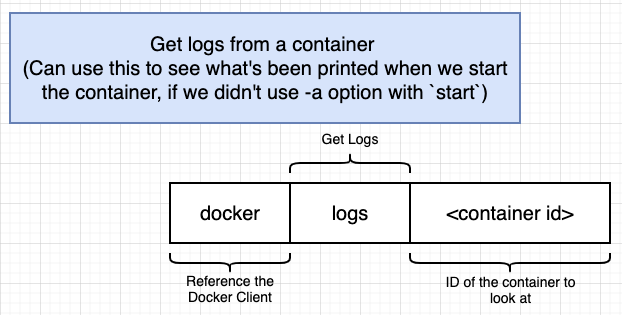 Get logs from a container
(Can use this to see what's been printed when we start
the container, if we didn't use -a option with `start`)
Get Logs
docker
logs
<container id>
Reference the
Docker Client
ID of the container to
look at